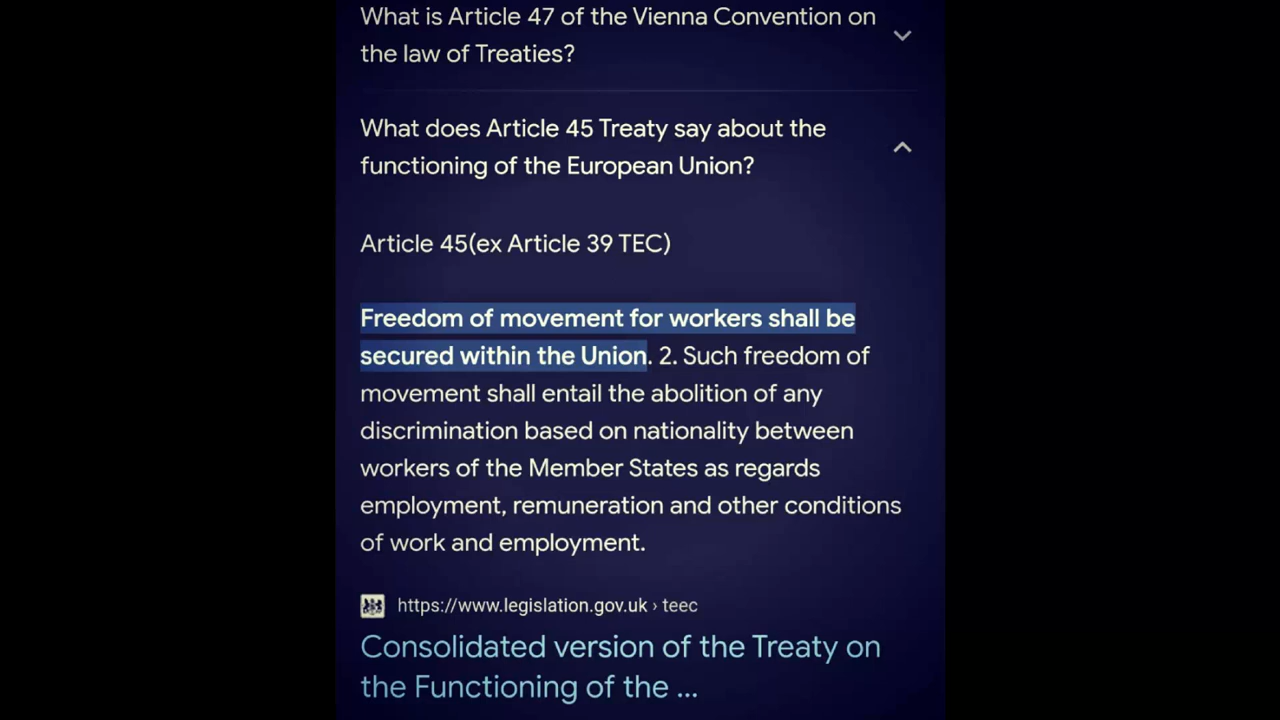 What is Article 47 of the Vienna Convention on
the law of Treaties?
What does Article 45 Treaty say about the
functioning of the European Union?
Article 45(ex Article 39 TEC)
Freedom of movement for workers shall be
secured within the Union. 2. Such freedom of
movement shall entail the abolition of any
discrimination based on nationality between
workers of the Member States as regards
employment, remuneration and other conditions
of work and employment.
https://www.legislation.gov.uk › teec
Consolidated version of the Treaty on
the Functioning of the ...